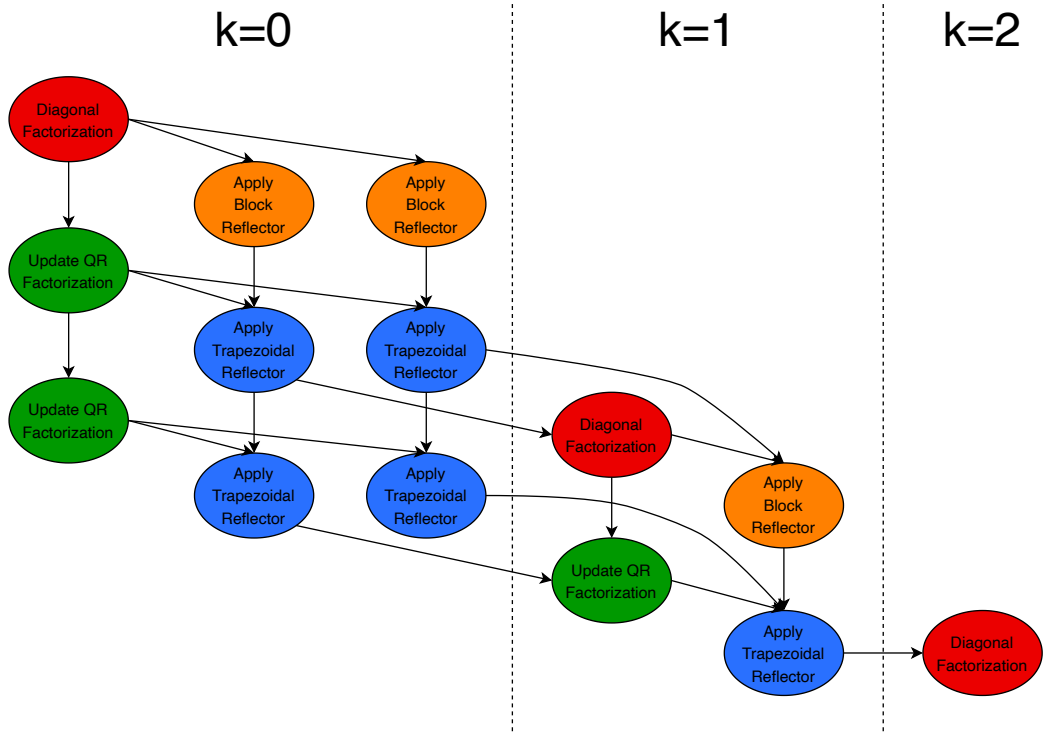 k=0
k=1
k=2
Diagonal
Factorization
Apply
Block
Reflector
Apply
Block
Reflector
Update QR
Factorization
Apply
Trapezoidal
Reflector
Apply
Trapezoidal
Reflector
Update QR
Factorization
Diagonal
Factorization
Apply
Trapezoidal
Reflector
Apply
Trapezoidal
Reflector
Apply
Block
Reflector
Update QR
Factorization
Apply
Trapezoidal
Reflector
Diagonal
Factorization